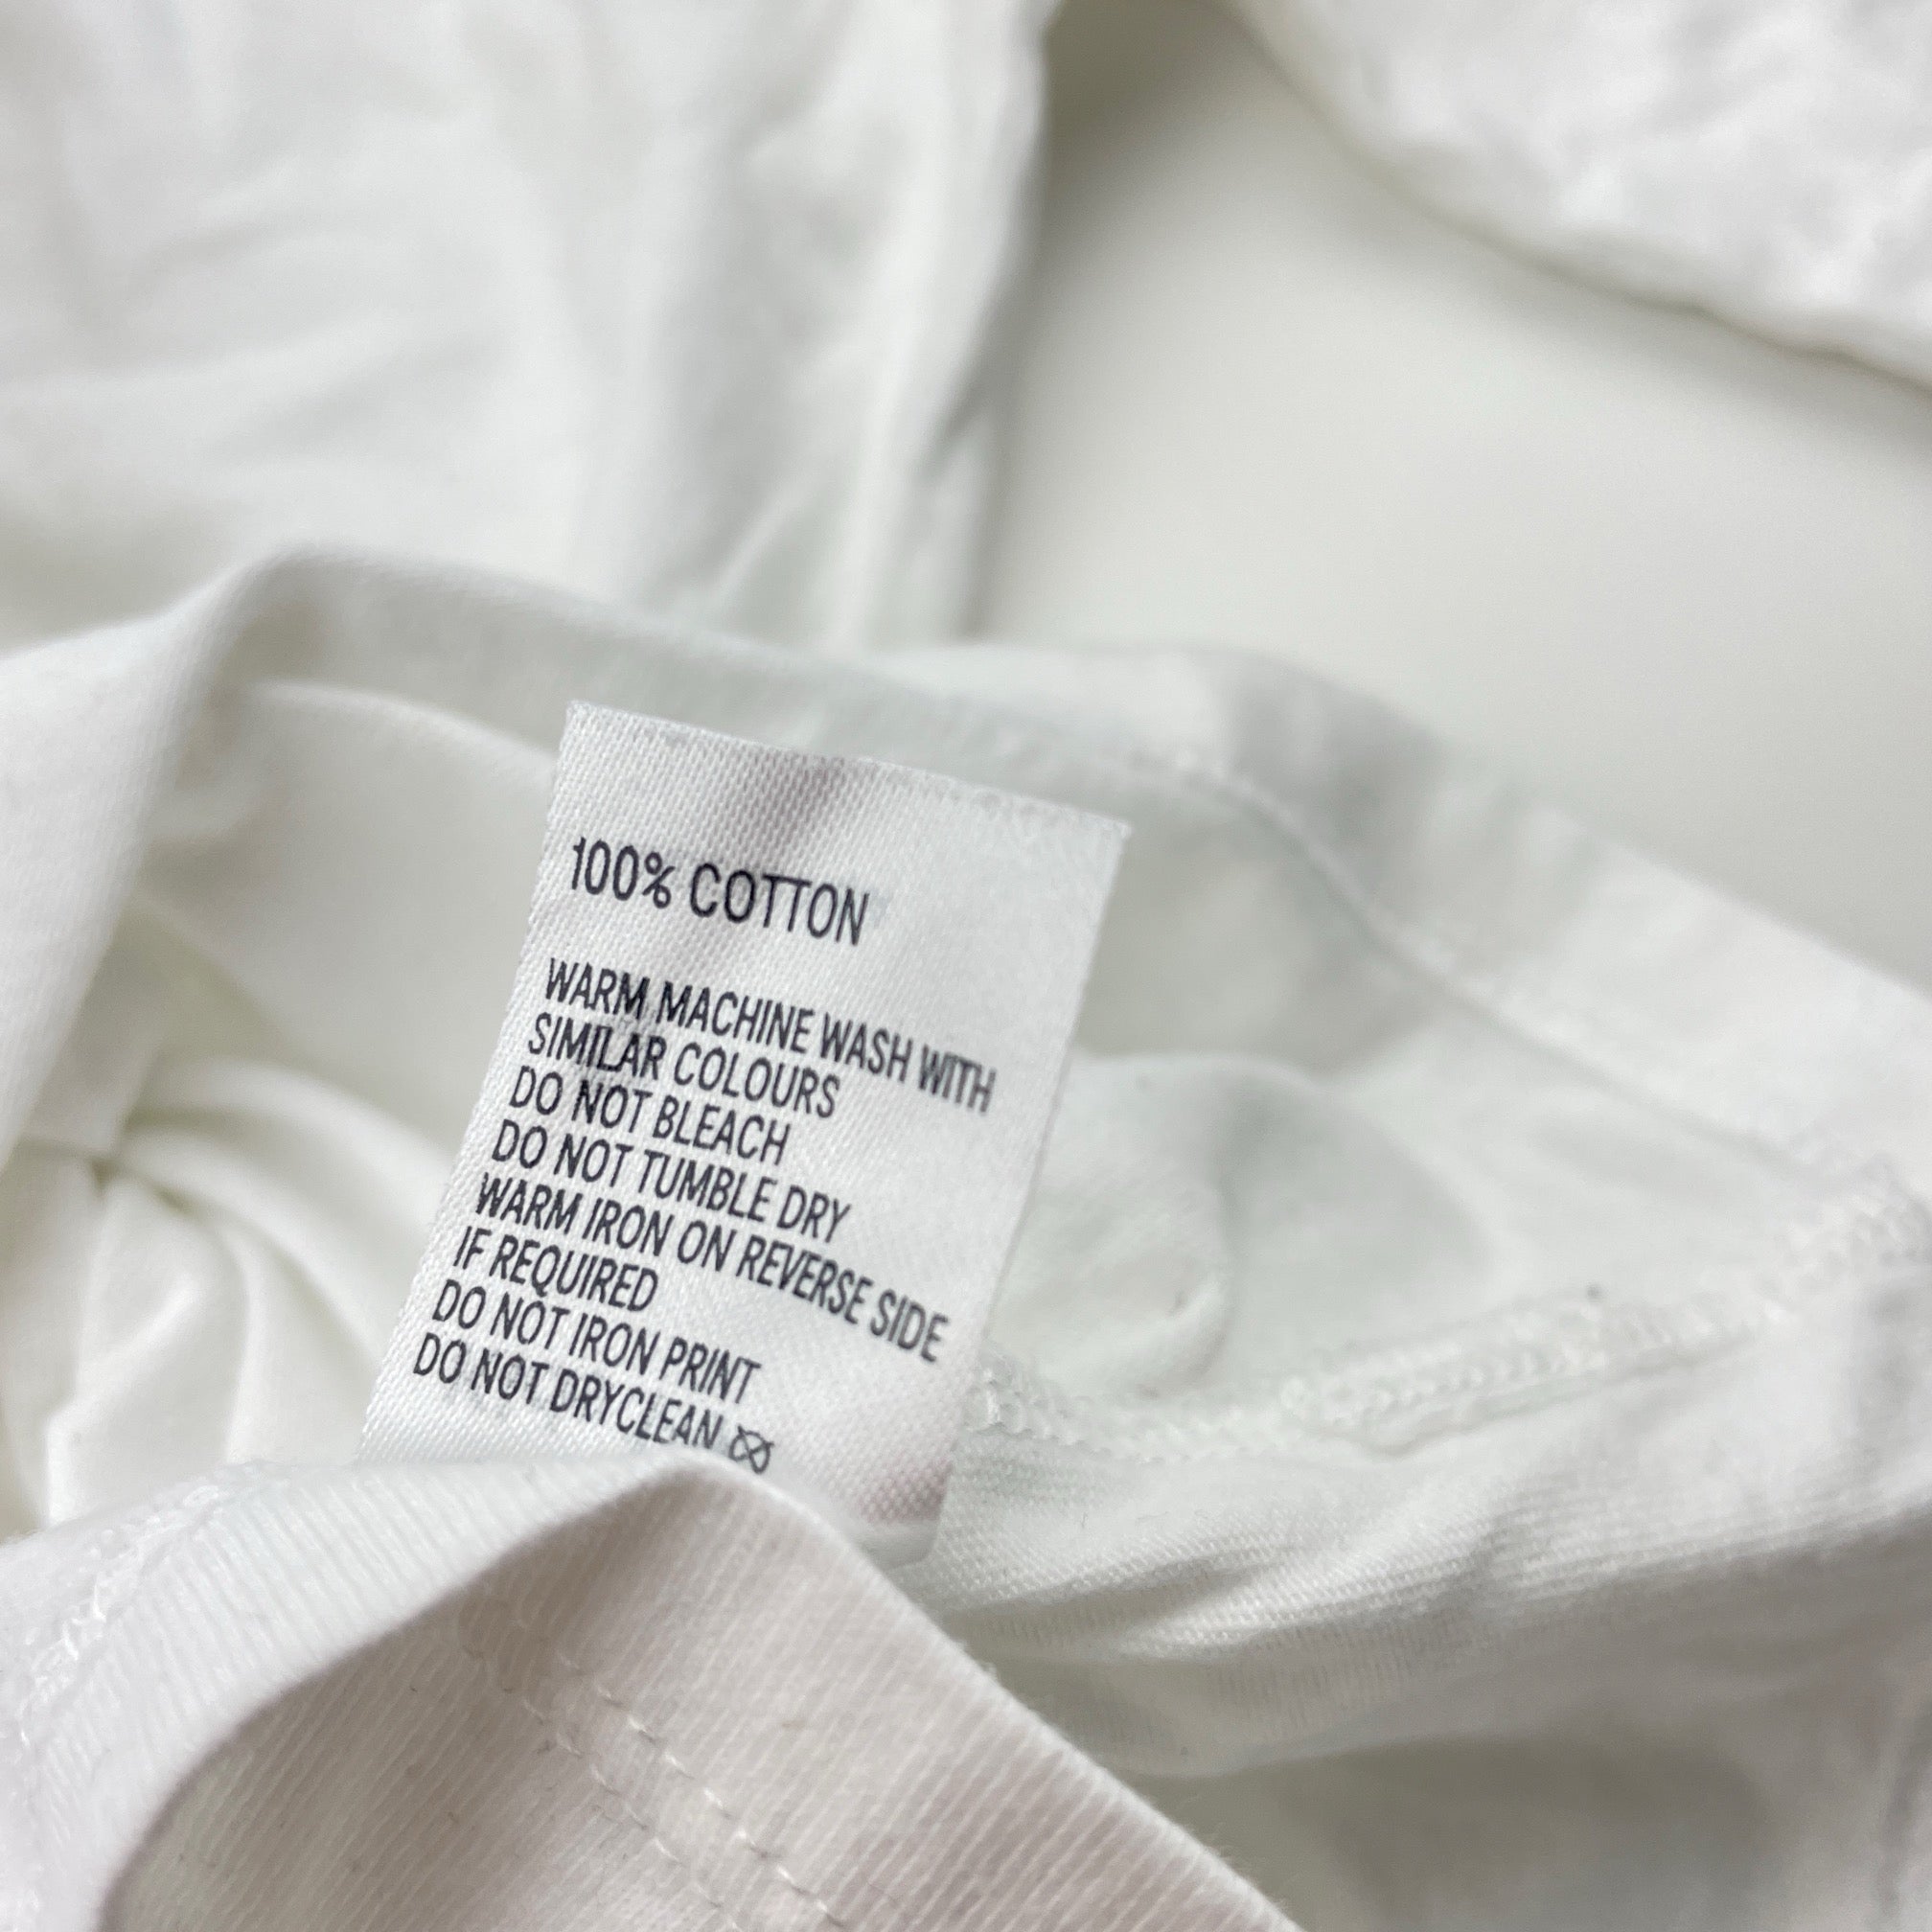 100% COTTON
WARM MACHINE WASH WITH
SIMILAR COLOURS
DO NOT BLEACH
DO NOT TUMBLE DRY
WARM IRON ON REVERSE SIDE
IF REQUIRED
DO NOT IRON PRINT
DO NOT DRYCLEAN